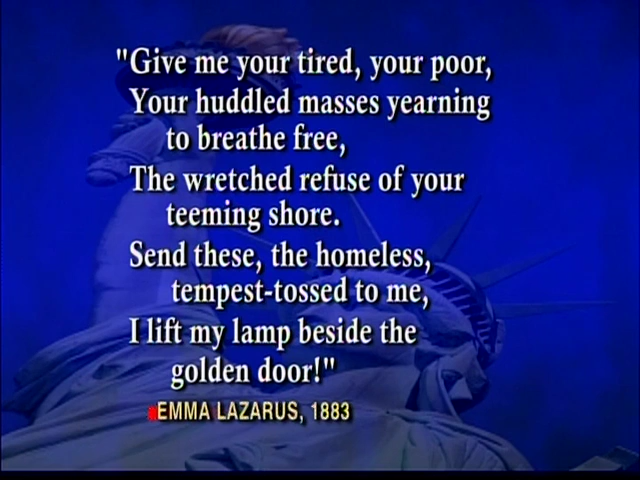 "Give me your tired, your poor,
Your huddled masses yearning
to breathe free,
The wretched refuse of your
teeming shore.
Send these, the homeless,
tempest-tossed to me,
I lift my lamp beside the
golden door!"
EMMA LAZARUS, 1883